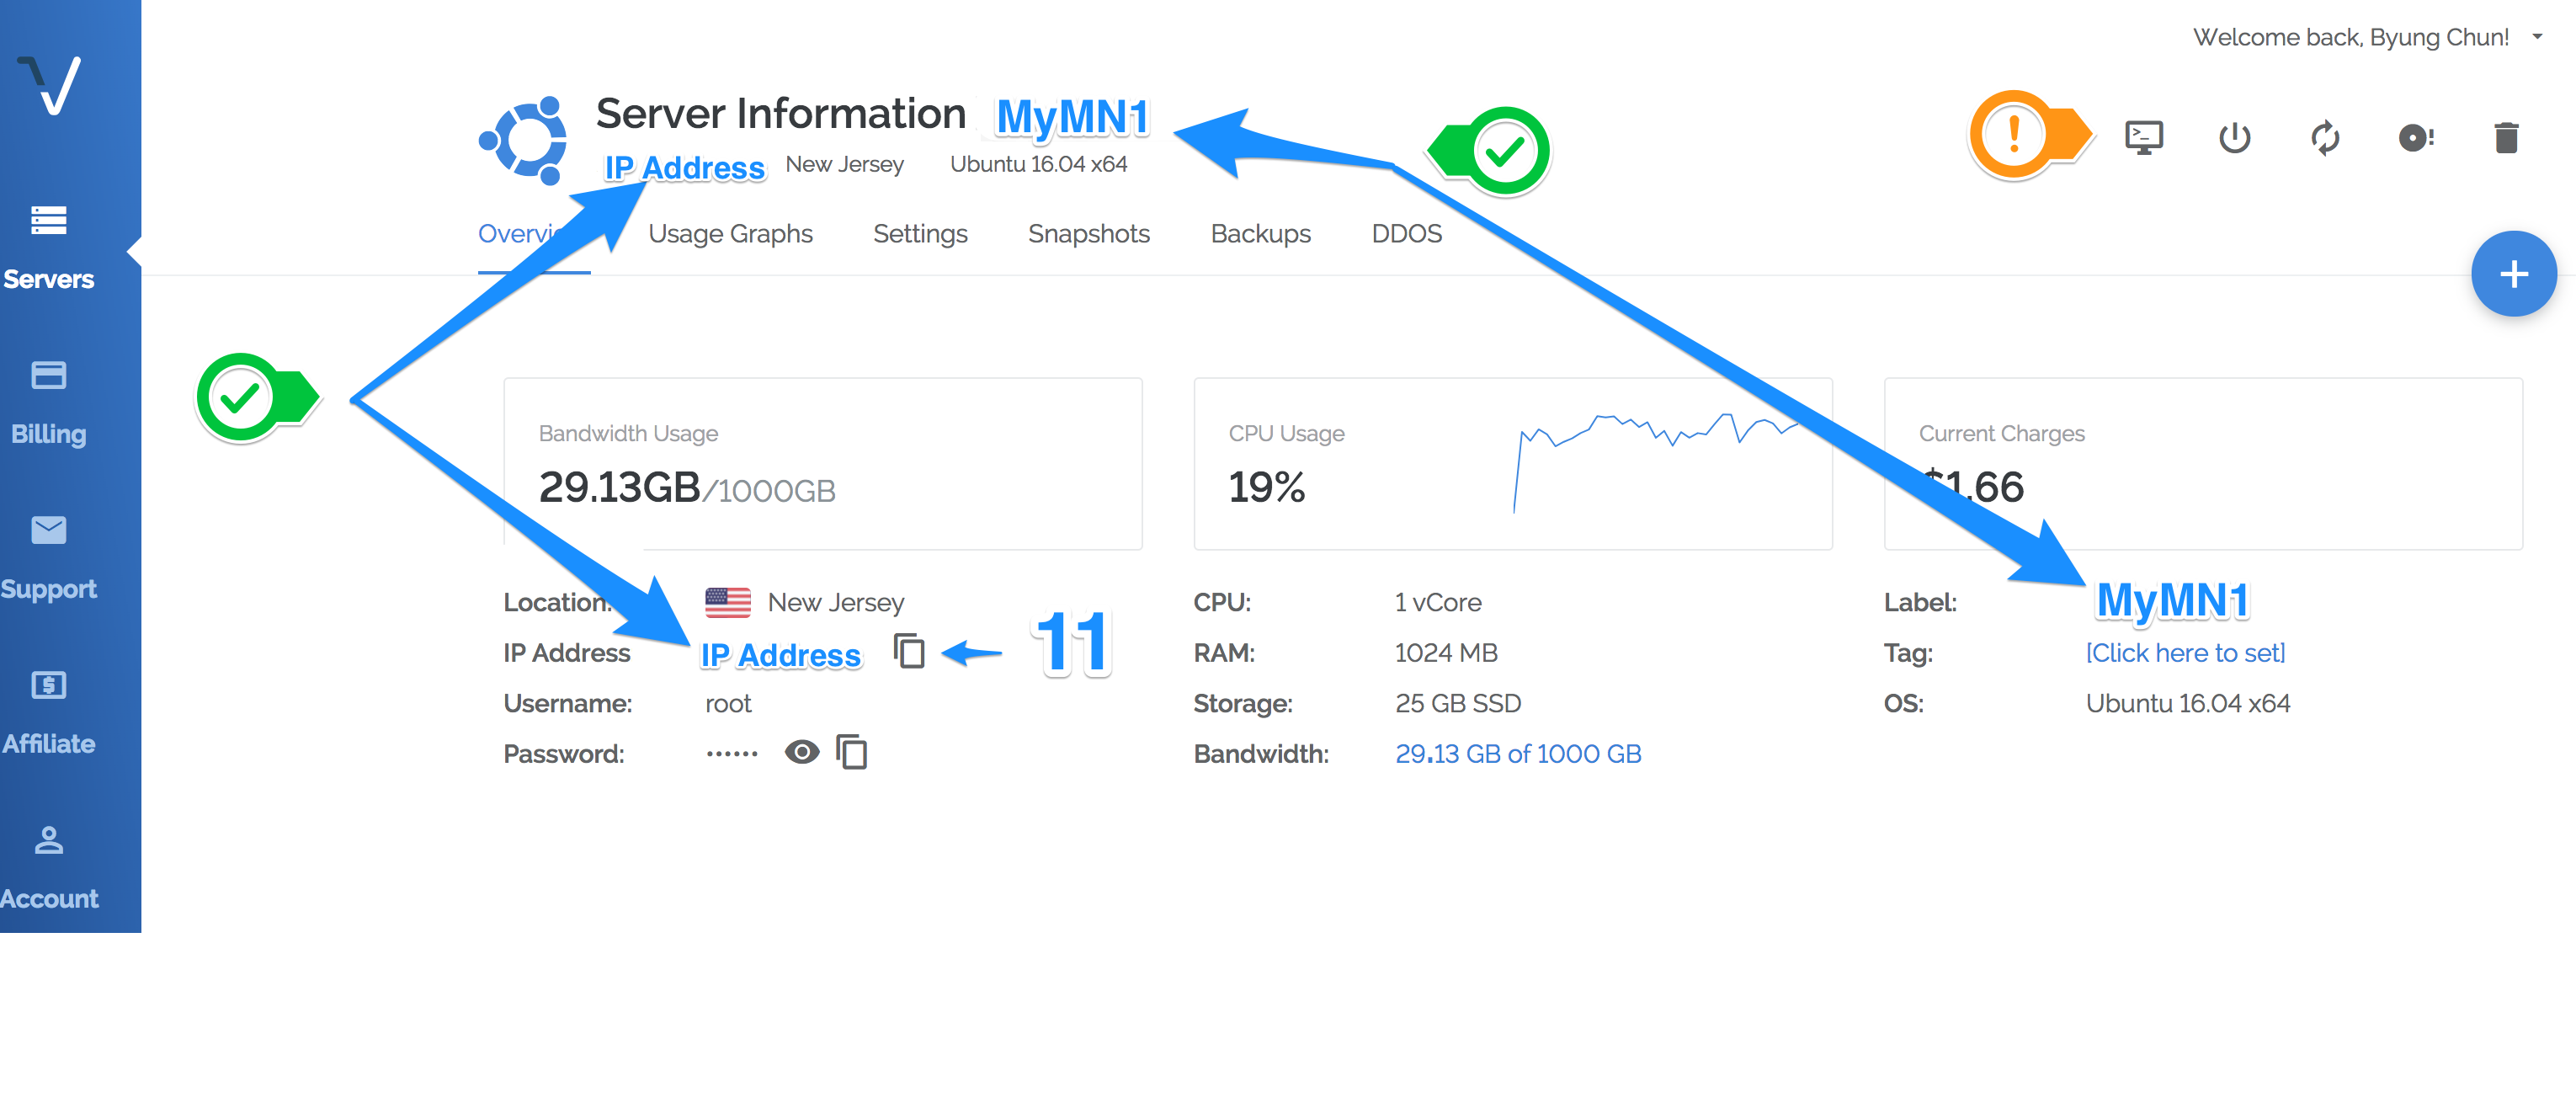 Welcome back, Byung Chun!
Server Information MyMN1
IP Address New Jersey Ubuntu 16.04 x64
Servers
Billing
Support
Affiliate
Account
Overview Usage Graphs Settings Snapshots Backups DDOS
Bandwidth Usage
29.13GB/1000GB
CPU Usage
19%
Current Charges
$1.66
Location: New Jersey
IP Address IP Address 11
Username: root
Password: ••••••
CPU: 1 vCore
RAM: 1024 MB
Storage: 25 GB SSD
Bandwidth: 29.13 GB of 1000 GB
Label: MyMN1
Tag: [Click here to set]
OS: Ubuntu 16.04 x64